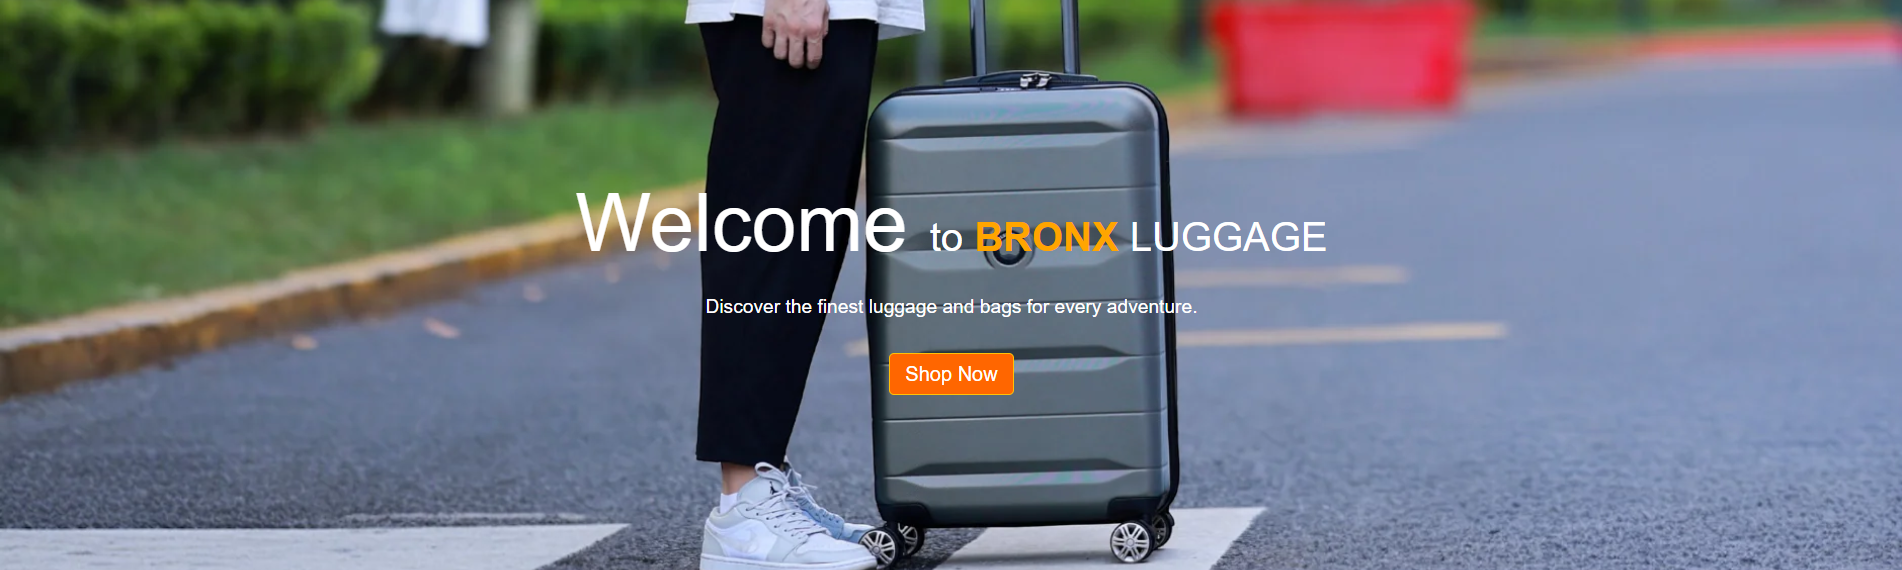 Welcome to BRONX LUGGAGE
Discover the finest luggage and bags for every adventure.
Shop Now